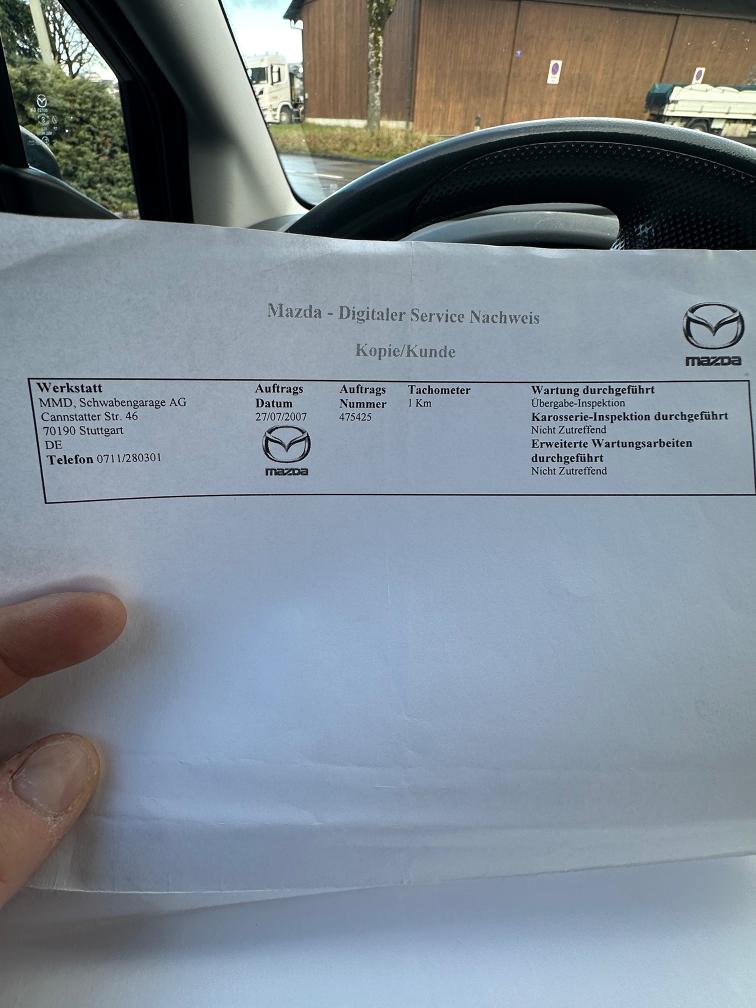 Mazda - Digitaler Service Nachweis
Kopie/Kunde
mazda
Werkstatt
MMD, Schwabengarage AG
Cannstatter Str. 46
70190 Stuttgart
DE
Telefon 0711/280301
Auftrags
Datum
27/07/2007
mazda
Auftrags
Nummer
475425
Tachometer
1 Km
Wartung durchgeführt
Übergabe-Inspektion
Karosserie-Inspektion durchgeführt
Nicht Zutreffend
Erweiterte Wartungsarbeiten
durchgeführt
Nicht Zutreffend